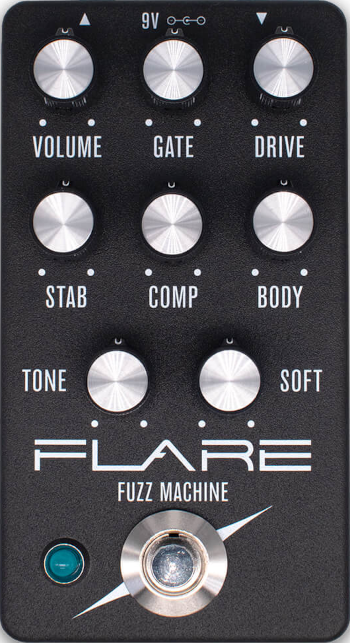 9V
VOLUME GATE DRIVE
STAB COMP BODY
TONE SOFT
FLARE
FUZZ MACHINE